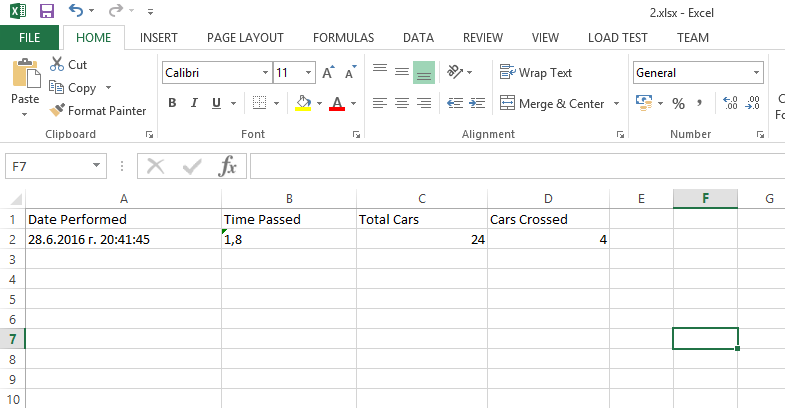 2.xlsx - Excel
FILE HOME INSERT PAGE LAYOUT FORMULAS DATA REVIEW VIEW LOAD TEST TEAM
Paste
Cut
Copy
Format Painter
Clipboard
Calibri 11
A A
B I U A
Font
Wrap Text
Merge & Center
Alignment
General
% , ,0 ,00 ,00 ,0
Number
F7 fx
A B C D E F G
1 Date Performed Time Passed Total Cars Cars Crossed
2 28.6.2016 г. 20:41:45 1,8 24 4
3
4
5
6
7
8
9
10